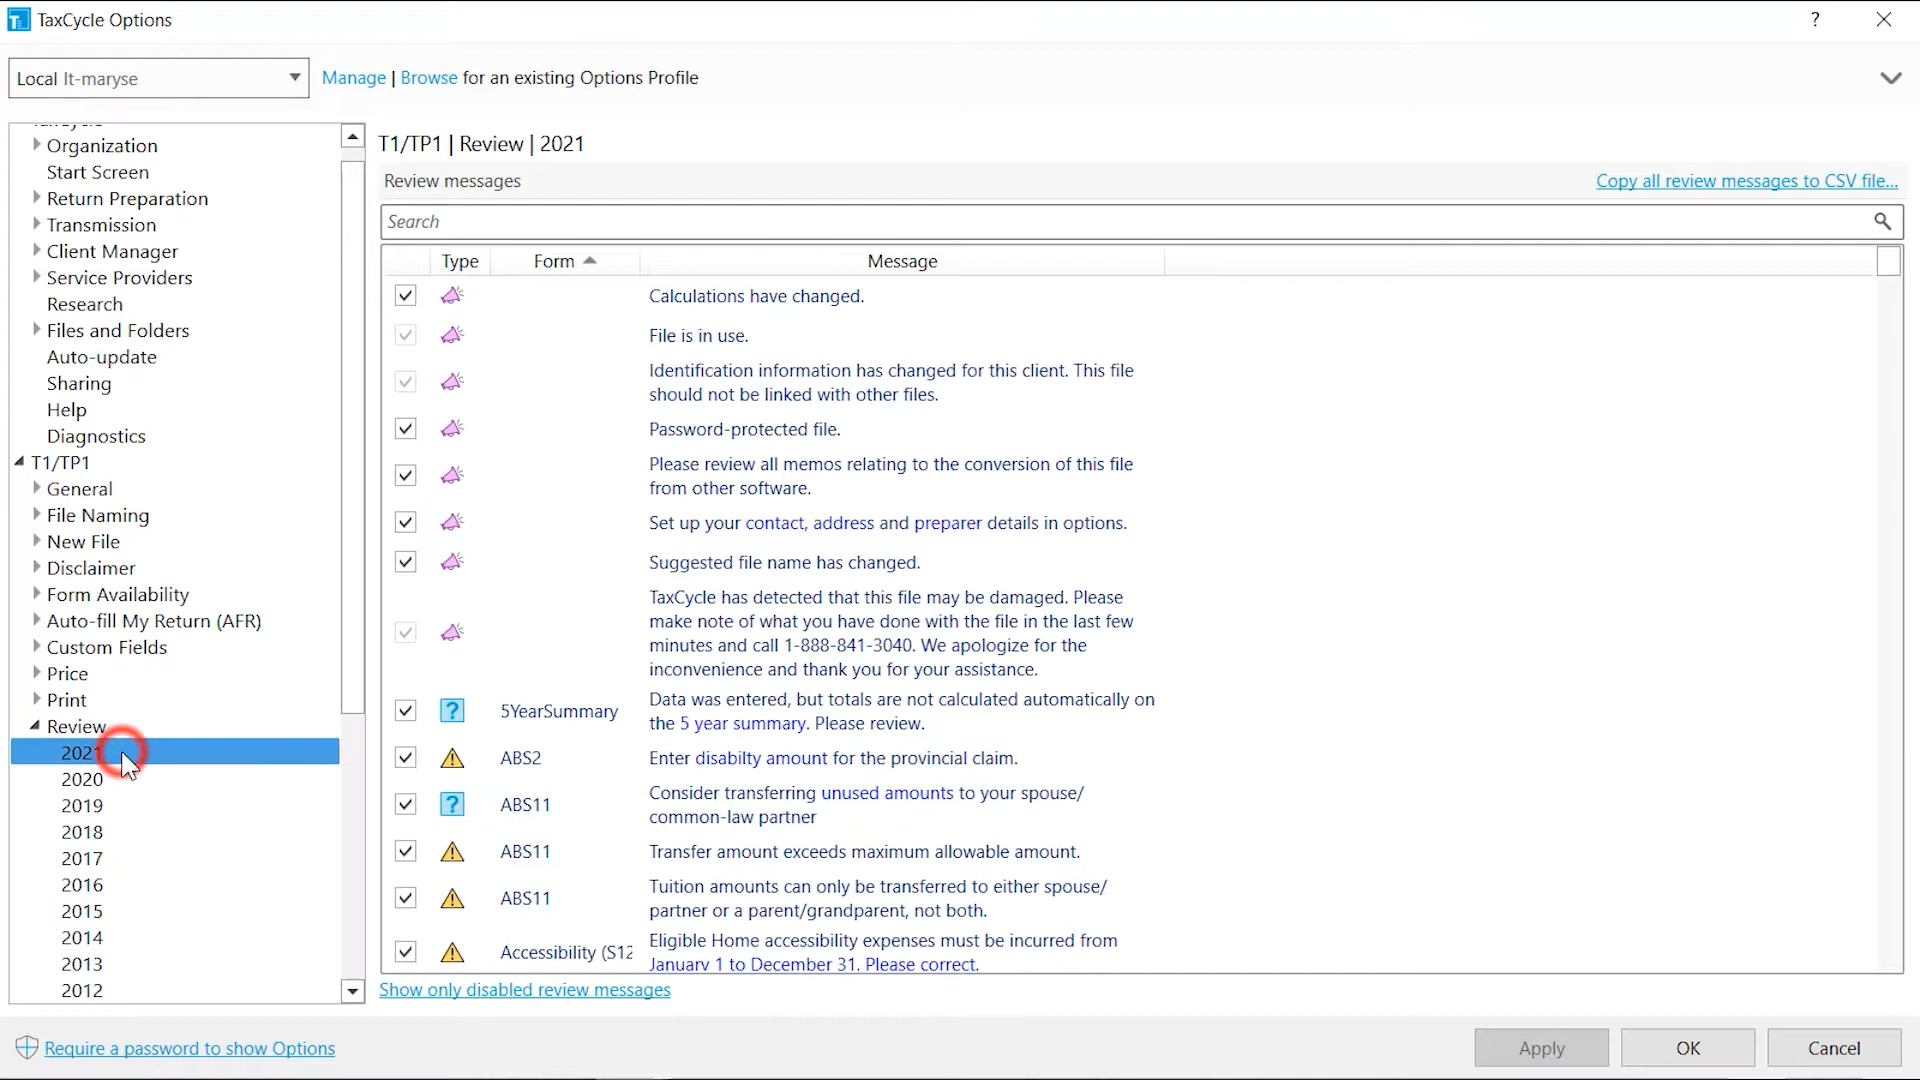 TaxCycle Options
?
Local lt-maryse
Manage | Browse for an existing Options Profile
Organization
Start Screen
Return Preparation
Transmission
Client Manager
Service Providers
Research
Files and Folders
Auto-update
Sharing
Help
Diagnostics
T1/TP1
General
File Naming
New File
Disclaimer
Form Availability
Auto-fill My Return (AFR)
Custom Fields
Price
Print
Review
2021
2020
2019
2018
2017
2016
2015
2014
2013
2012
T1/TP1 | Review | 2021
Review messages
Copy all review messages to CSV file...
Search
Type Form Message
Calculations have changed.
File is in use.
Identification information has changed for this client. This file
should not be linked with other files.
Password-protected file.
Please review all memos relating to the conversion of this file
from other software.
Set up your contact, address and preparer details in options.
Suggested file name has changed.
TaxCycle has detected that this file may be damaged. Please
make note of what you have done with the file in the last few
minutes and call 1-888-841-3040. We apologize for the
inconvenience and thank you for your assistance.
5YearSummary
Data was entered, but totals are not calculated automatically on
the 5 year summary. Please review.
ABS2
Enter disabilty amount for the provincial claim.
ABS11
Consider transferring unused amounts to your spouse/
common-law partner
ABS11
Transfer amount exceeds maximum allowable amount.
ABS11
Tuition amounts can only be transferred to either spouse/
partner or a parent/grandparent, not both.
Accessibility (S12
Eligible Home accessibility expenses must be incurred from
January 1 to December 31. Please correct.
Show only disabled review messages
Require a password to show Options
Apply
OK
Cancel